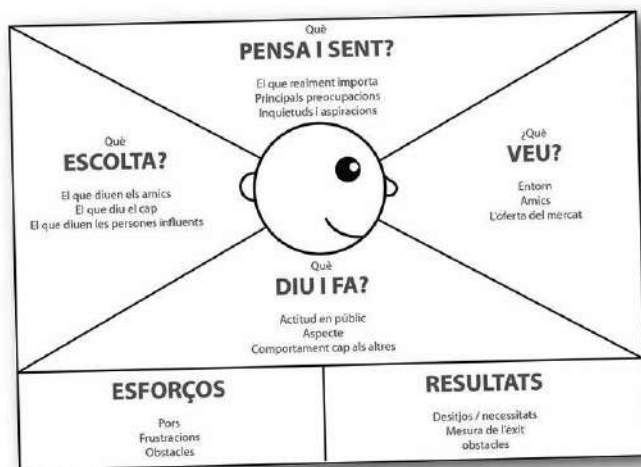 Què
PENSA I SENT?
El que realment importa
Principals preocupacions
Inquietuds i aspiracions
Què
ESCOLTA?
El que diuen els amics
El que diu el cap
El que diuen les persones influents
¿Què
VEU?
Entorn
Amics
L'oferta del mercat
Què
DIU I FA?
Actitud en públic
Aspecte
Comportament cap als altres
ESFORÇOS
Pors
Frustracions
Obstacles
RESULTATS
Desitjos / necessitats
Mesura de l'èxit
obstacles